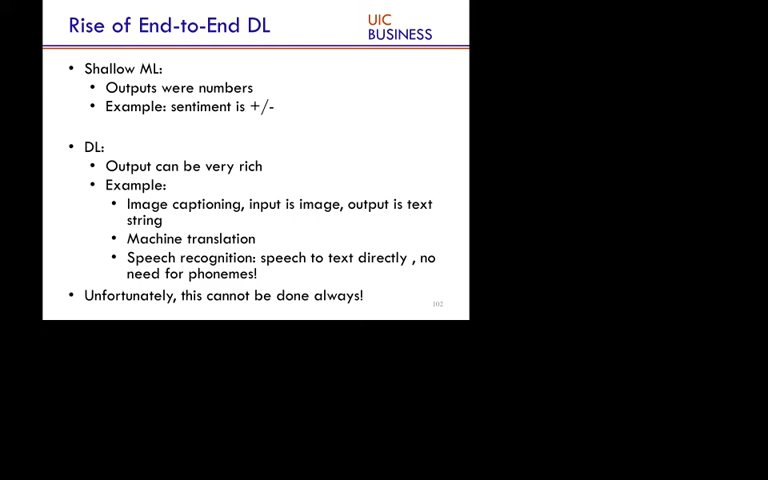 Rise of End-to-End DL
UIC
BUSINESS
• Shallow ML:
• Outputs were numbers
• Example: sentiment is +/-
• DL:
• Output can be very rich
• Example:
• Image captioning, input is image, output is text
string
• Machine translation
• Speech recognition: speech to text directly , no
need for phonemes!
• Unfortunately, this cannot be done always!
102